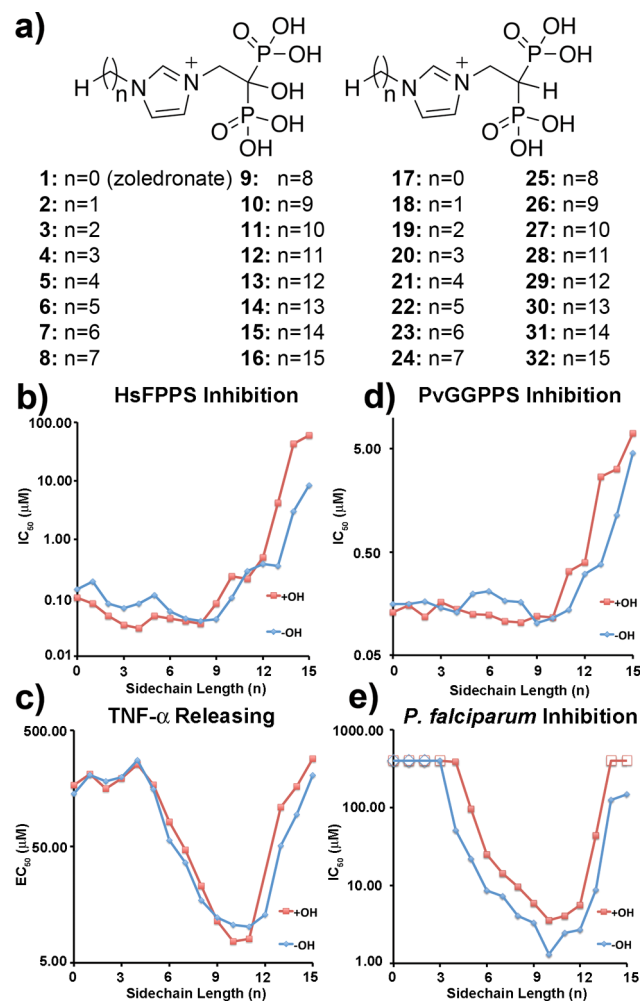 a)
O
P
OH
OH
H
n
N
+
N
OH
P
O
OH
OH
O
P
OH
OH
H
n
N
+
N
H
P
O
OH
OH
1: n=0 (zoledronate) 9: n=8
2: n=1 10: n=9
3: n=2 11: n=10
4: n=3 12: n=11
5: n=4 13: n=12
6: n=5 14: n=13
7: n=6 15: n=14
8: n=7 16: n=15
17: n=0 25: n=8
18: n=1 26: n=9
19: n=2 27: n=10
20: n=3 28: n=11
21: n=4 29: n=12
22: n=5 30: n=13
23: n=6 31: n=14
24: n=7 32: n=15
b) HsFPPS Inhibition
IC50 (μM)
100.00
10.00
1.00
0.10
0.01
+OH
-OH
0 3 6 9 12 15
Sidechain Length (n)
d) PvGGPPS Inhibition
IC50 (μM)
5.00
0.50
0.05
+OH
-OH
0 3 6 9 12 15
Sidechain Length (n)
c) TNF-α Releasing
EC50 (μM)
500.00
50.00
5.00
+OH
-OH
0 3 6 9 12 15
Sidechain Length (n)
e) P. falciparum Inhibition
IC50 (μM)
1000.00
100.00
10.00
1.00
+OH
-OH
0 3 6 9 12 15
Sidechain Length (n)